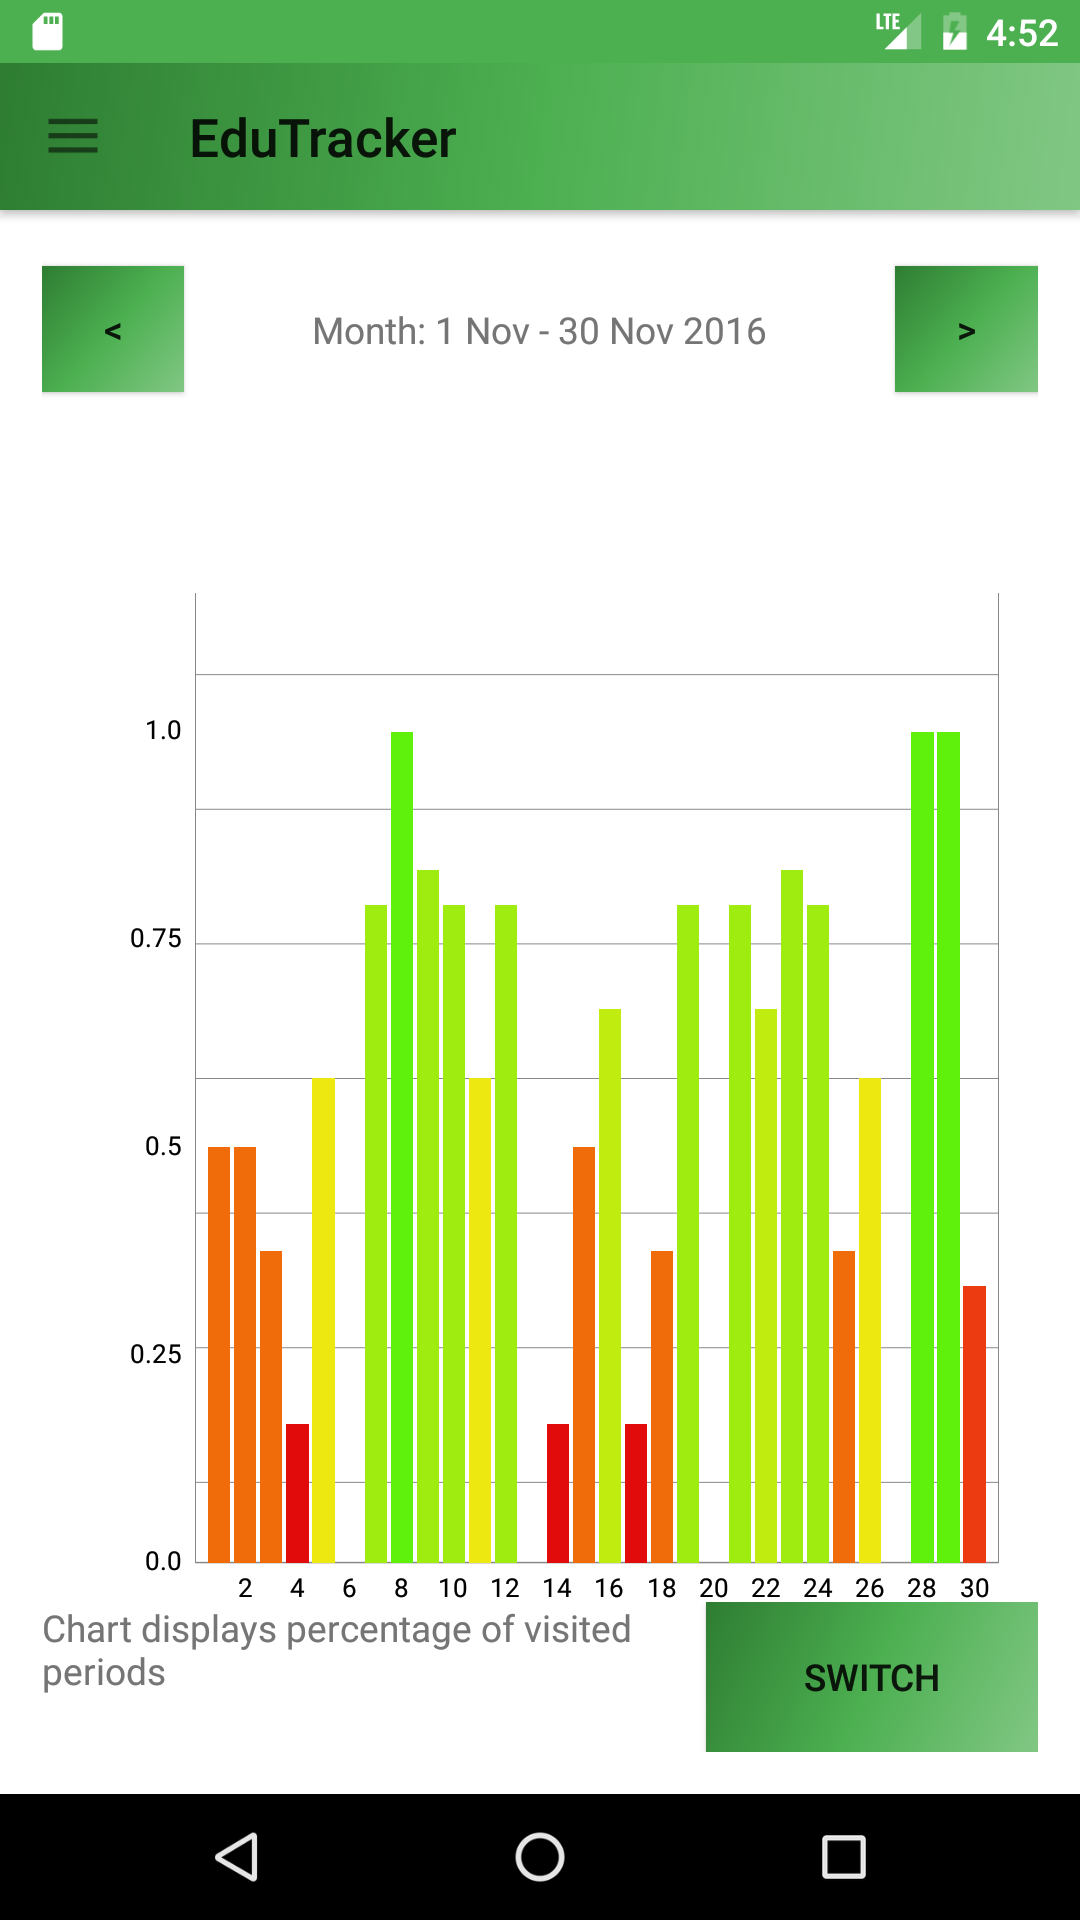 LTE 4:52
EduTracker
< Month: 1 Nov - 30 Nov 2016 >
1.0
0.75
0.5
0.25
0.0
2 4 6 8 10 12 14 16 18 20 22 24 26 28 30
Chart displays percentage of visited
periods
SWITCH